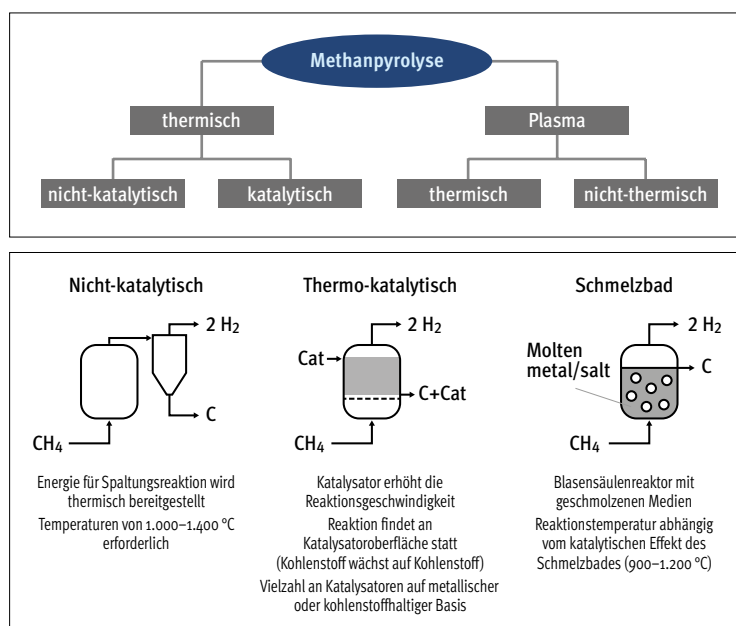 Methanpyrolyse
thermisch
Plasma
nicht-katalytisch
katalytisch
thermisch
nicht-thermisch
Nicht-katalytisch
2 H₂
C
CH₄
Energie für Spaltungsreaktion wird
thermisch bereitgestellt
Temperaturen von 1.000–1.400 °C
erforderlich
Thermo-katalytisch
2 H₂
Cat
C+Cat
CH₄
Katalysator erhöht die
Reaktionsgeschwindigkeit
Reaktion findet an
Katalysatoroberfläche statt
(Kohlenstoff wächst auf Kohlenstoff)
Vielzahl an Katalysatoren auf metallischer
oder kohlenstoffhaltiger Basis
Schmelzbad
2 H₂
Molten
metal/salt
C
CH₄
Blasensäulenreaktor mit
geschmolzenen Medien
Reaktionstemperatur abhängig
vom katalytischen Effekt des
Schmelzbades (900–1.200 °C)